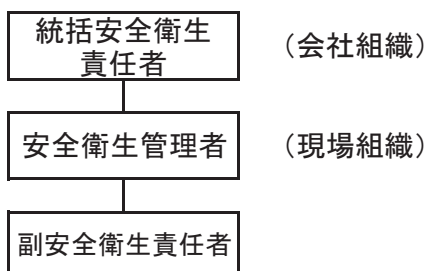 統括安全衛生
責任者
（会社組織）
安全衛生管理者
（現場組織）
副安全衛生責任者